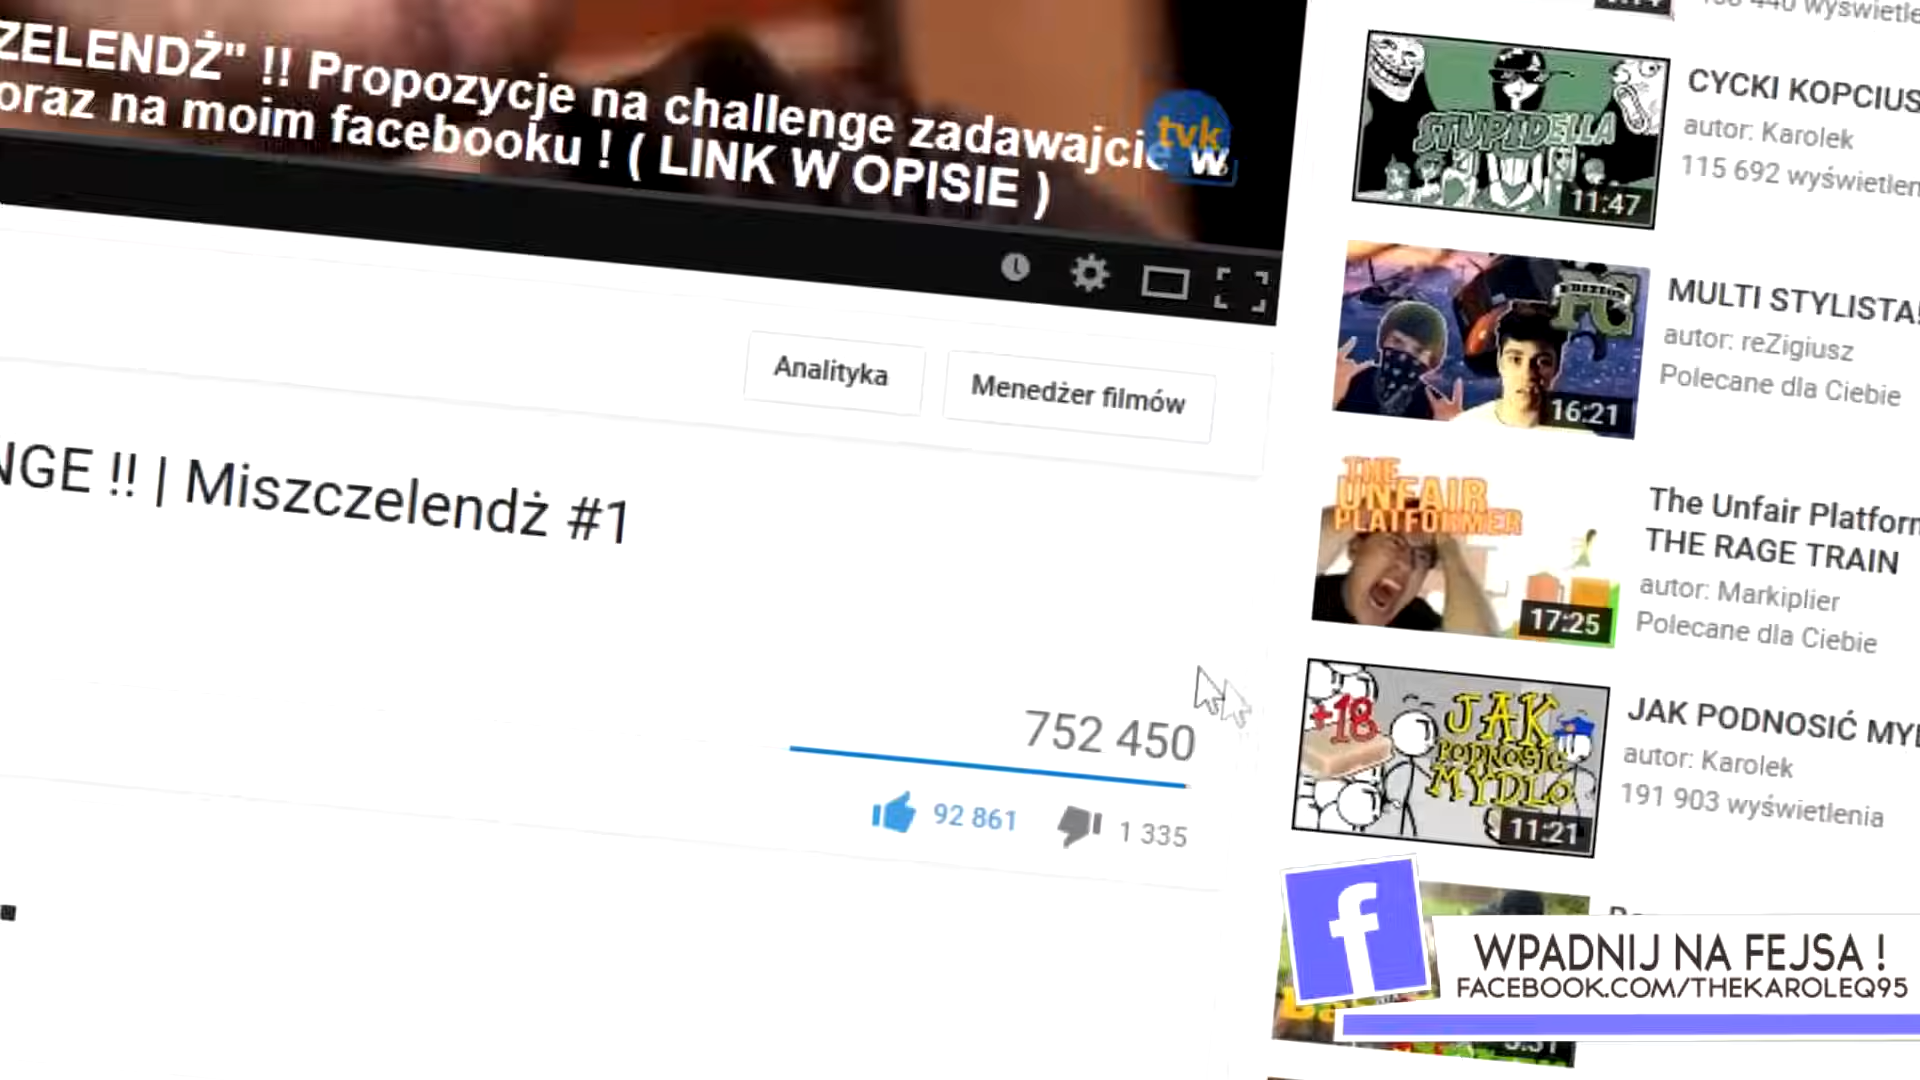 ZELENDŻ" !! Propozycje na challenge zadawajcie w
oraz na moim facebooku ! ( LINK W OPISIE )
tvk
Analityka
Menedżer filmów
NGE !! | Miszczelendż #1
752 450
92 861
1 335
STUPIDELLA
11:47
CYCKI KOPCIUS
autor: Karolek
115 692 wyświetlen
EDITION
PC
16:21
MULTI STYLISTA!
autor: reZigiusz
Polecane dla Ciebie
THE
UNFAIR
PLATFORMER
17:25
The Unfair Platform
THE RAGE TRAIN
autor: Markiplier
Polecane dla Ciebie
+18
JAK
PODNOSIĆ
MYDŁO
11:21
JAK PODNOSIĆ MYD
autor: Karolek
191 903 wyświetlenia
f
WPADNIJ NA FEJSA !
FACEBOOK.COM/THEKAROLEQ95